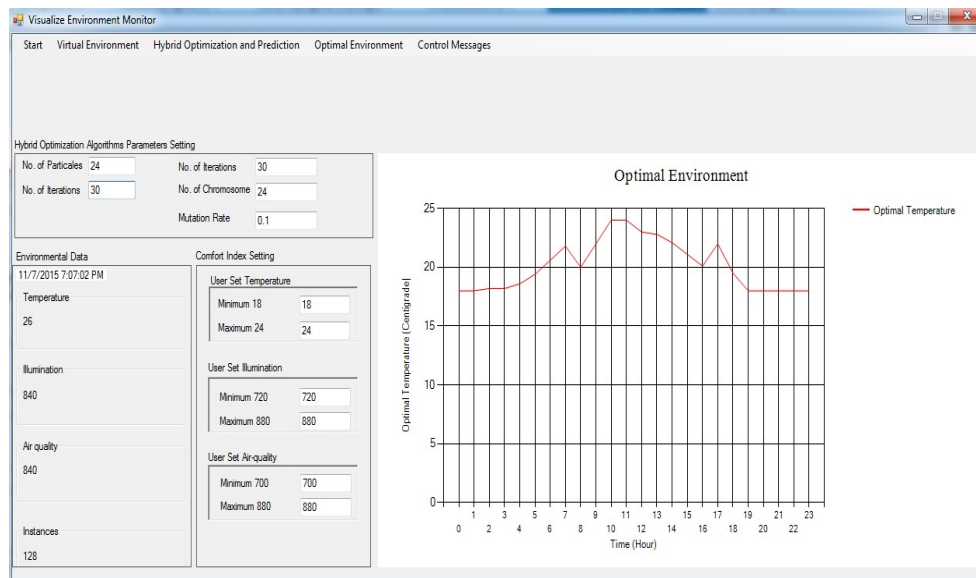 Visualize Environment Monitor
Start Virtual Environment Hybrid Optimization and Prediction Optimal Environment Control Messages
Hybrid Optimization Algorithms Parameters Setting
No. of Particales 24 No. of Iterations 30
No. of Iterations 30 No. of Chromosome 24
Mutation Rate 0.1
Environmental Data
11/7/2015 7:07:02 PM
Temperature
26
Illumination
840
Air quality
840
Instances
128
Comfort Index Setting
User Set Temperature
Minimum 18 18
Maximum 24 24
User Set Illumination
Minimum 720 720
Maximum 880 880
User Set Air-quality
Minimum 700 700
Maximum 880 880
Optimal Environment
Optimal Temperature
Optimal Temperature (Centigrade)
25
20
15
10
5
0
1 3 5 7 9 11 13 15 17 19 21 23
0 2 4 6 8 10 12 14 16 18 20 22
Time (Hour)